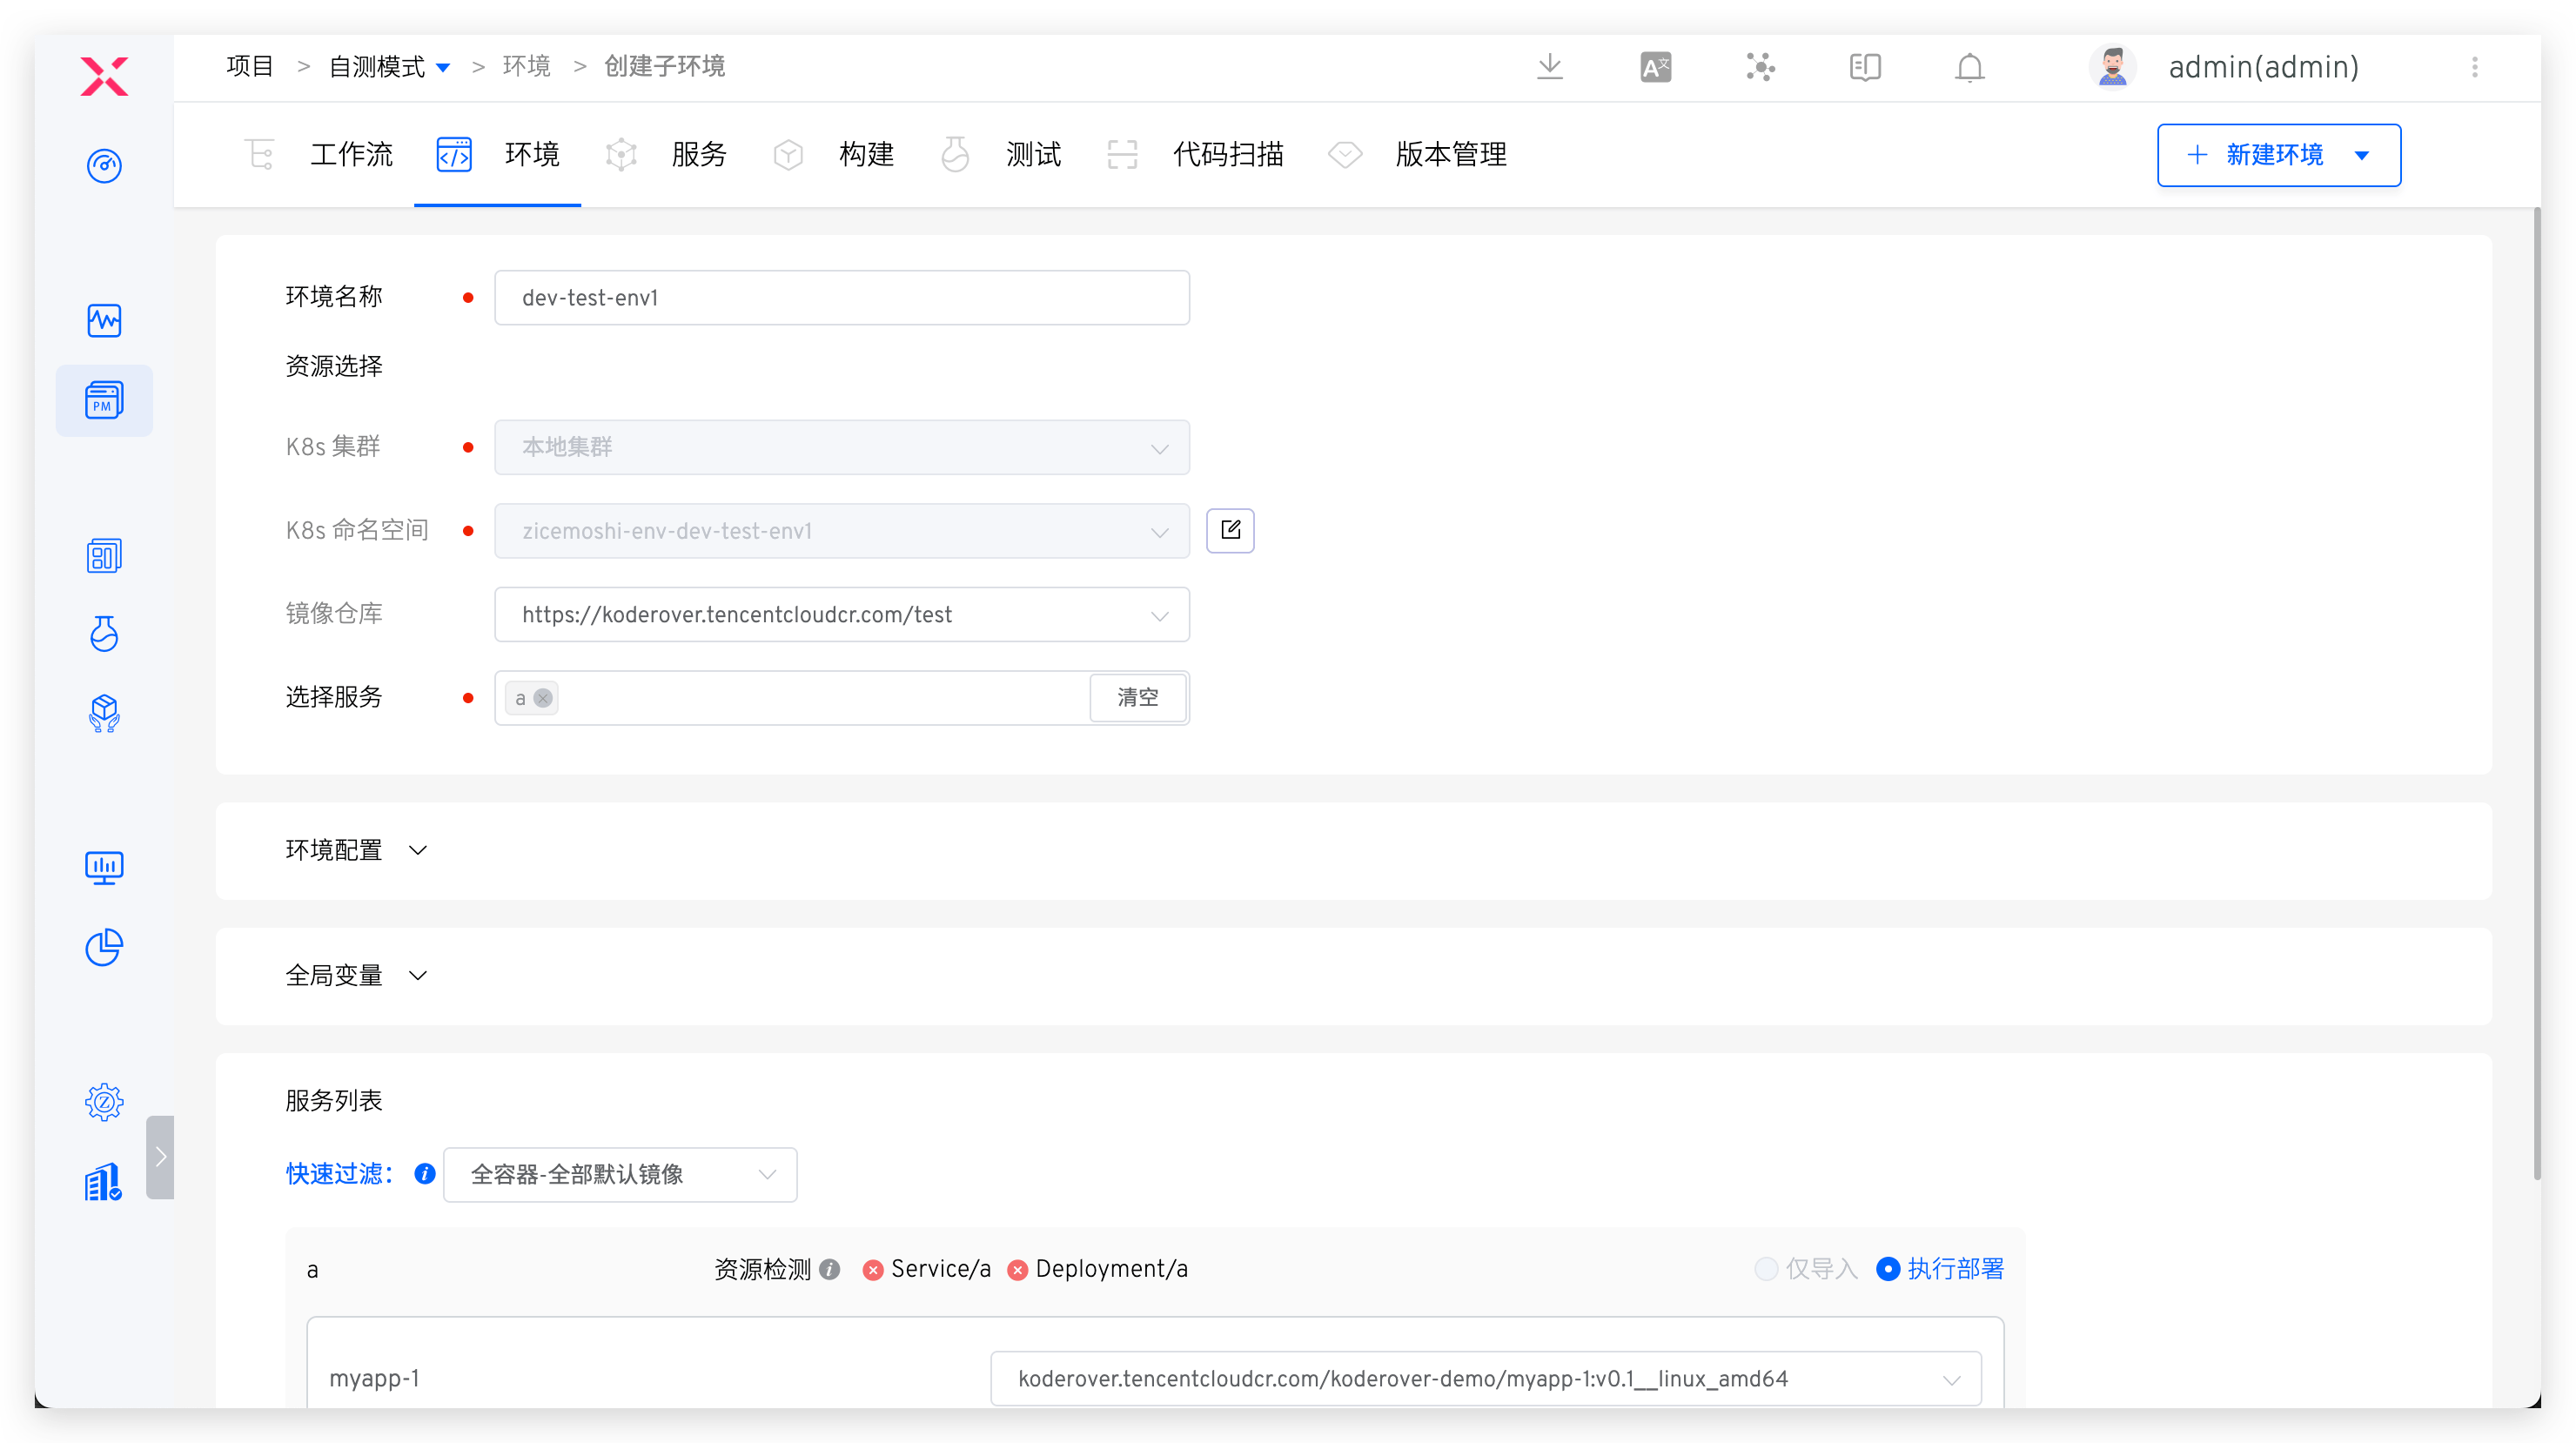 项目 > 自测模式 > 环境 > 创建子环境
A文
admin(admin)
工作流 环境 服务 构建 测试 代码扫描 版本管理
+ 新建环境
PM
环境名称 dev-test-env1
资源选择
K8s 集群 本地集群
K8s 命名空间 zicemoshi-env-dev-test-env1
镜像仓库 https://koderover.tencentcloudcr.com/test
选择服务 a 清空
环境配置
全局变量
服务列表
快速过滤： 全容器-全部默认镜像
a 资源检测 Service/a Deployment/a 仅导入 执行部署
myapp-1 koderover.tencentcloudcr.com/koderover-demo/myapp-1:v0.1__linux_amd64